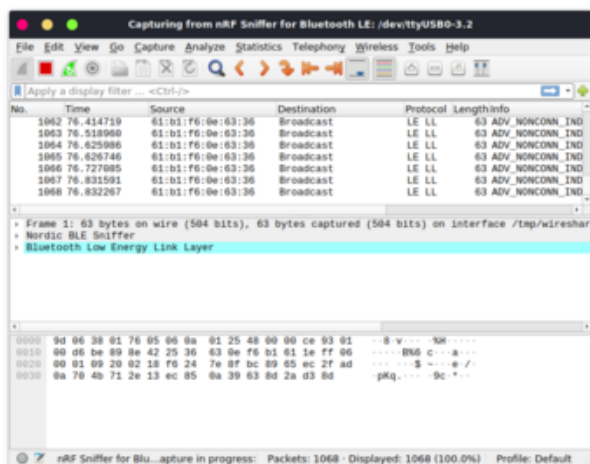 Capturing from nRF Sniffer for Bluetooth LE: /dev/ttyUSB0-3.2
File Edit View Go Capture Analyze Statistics Telephony Wireless Tools Help
Apply a display filter ... <Ctrl-/>
No. Time Source Destination Protocol Length Info
1062 76.414719 61:b1:f6:0e:63:36 Broadcast LE LL 63 ADV_NONCONN_IND
1063 76.518960 61:b1:f6:0e:63:36 Broadcast LE LL 63 ADV_NONCONN_IND
1064 76.625986 61:b1:f6:0e:63:36 Broadcast LE LL 63 ADV_NONCONN_IND
1065 76.626746 61:b1:f6:0e:63:36 Broadcast LE LL 63 ADV_NONCONN_IND
1066 76.727085 61:b1:f6:0e:63:36 Broadcast LE LL 63 ADV_NONCONN_IND
1067 76.831591 61:b1:f6:0e:63:36 Broadcast LE LL 63 ADV_NONCONN_IND
1068 76.832267 61:b1:f6:0e:63:36 Broadcast LE LL 63 ADV_NONCONN_IND
Frame 1: 63 bytes on wire (504 bits), 63 bytes captured (504 bits) on interface /tmp/wireshar
Nordic BLE Sniffer
Bluetooth Low Energy Link Layer
0000 9d 06 38 01 76 05 06 0a 01 25 48 00 00 ce 93 01 ··8·v··· ·%H·····
0010 00 d6 be 89 8e 42 25 36 63 0e f6 b1 61 1e ff 06 ·····B%6 c···a···
0020 00 01 09 20 02 18 f6 24 7e 8f bc 89 65 ec 2f ad ··· ···$ ~···e·/·
0030 0a 70 4b 71 2e 13 ec 85 0a 39 63 8d 2a d3 8d ·pKq.··· ·9c·*··
nRF Sniffer for Blu...apture in progress: Packets: 1068 · Displayed: 1068 (100.0%) Profile: Default